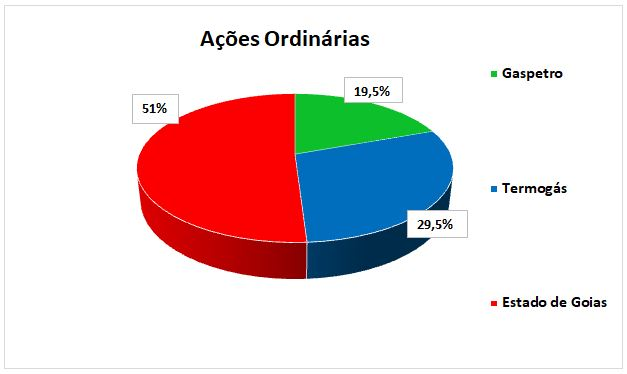 Ações Ordinárias
Gaspetro
19,5%
51%
Termogás
29,5%
Estado de Goias